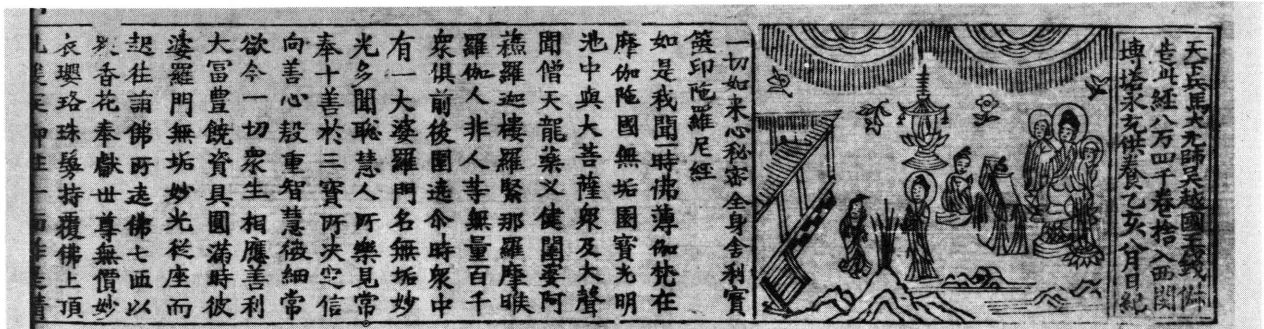 天下兵馬大元帥吳越國王錢俶
造此經八万四千卷捨入西関
塼塔永充供養乙亥八月日紀
一切如来心秘密全身舍利寶
篋印陁羅尼經
如是我聞一時佛薄伽梵在
摩伽陁國無垢園寶光明
池中與大菩薩衆及大聲
聞僧天龍藥叉健闥婆阿
蘓羅迦樓羅緊那羅摩睺
羅伽人非人等無量百千
衆俱前後圍遶尒時衆中
有一大婆羅門名無垢妙
光多聞聡慧人所樂見常
奉十善於三寶所决定信
向善心殷重智慧微細常
欲令一切衆生相應善利
大冨豊饒資具圓滿時彼
婆羅門無垢妙光從座而
起往詣佛所遶佛七匝以
衆香花奉獻世尊無價妙
衣瓔珞珠鬘持覆佛上頂